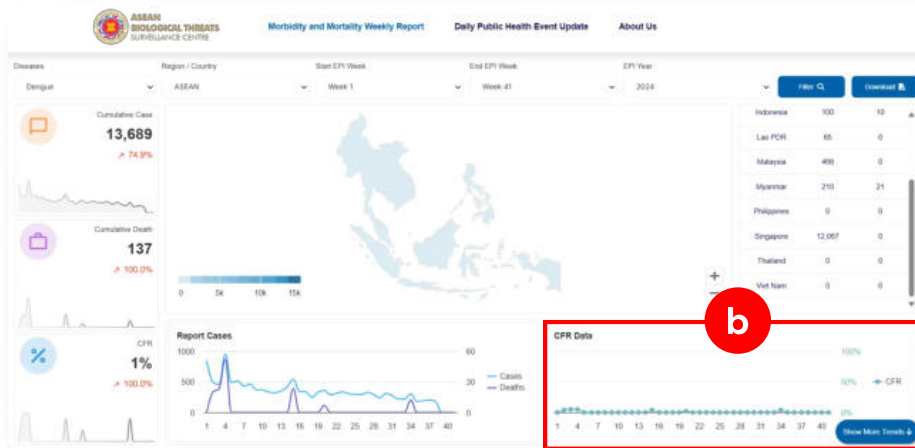 ASEAN
BIOLOGICAL THREATS
SURVEILLANCE CENTRE
Morbidity and Mortality Weekly Report
Daily Public Health Event Update
About Us
Diseases
Region / Country
Start EPI Week
End EPI Week
EPI Year
Dengue
ASEAN
Week 1
Week 41
2024
Filter
Download
Cumulative Case
13,689
74.9%
Cumulative Death
137
100.0%
CFR
1%
100.0%
0 5k 10k 15k
+
−
Indonesia 100 10
Lao PDR 65 0
Malaysia 466 0
Myanmar 210 21
Philippines 0 0
Singapore 12,067 0
Thailand 0 0
Viet Nam 0 0
b
Report Cases
1000 60
500 30
0 0
Cases
Deaths
1 4 7 10 13 16 19 22 25 28 31 34 37 40
CFR Data
100%
50%
0%
CFR
1 4 7 10 13 16 19 22 25 28 31 34 37 40
Show More Trends